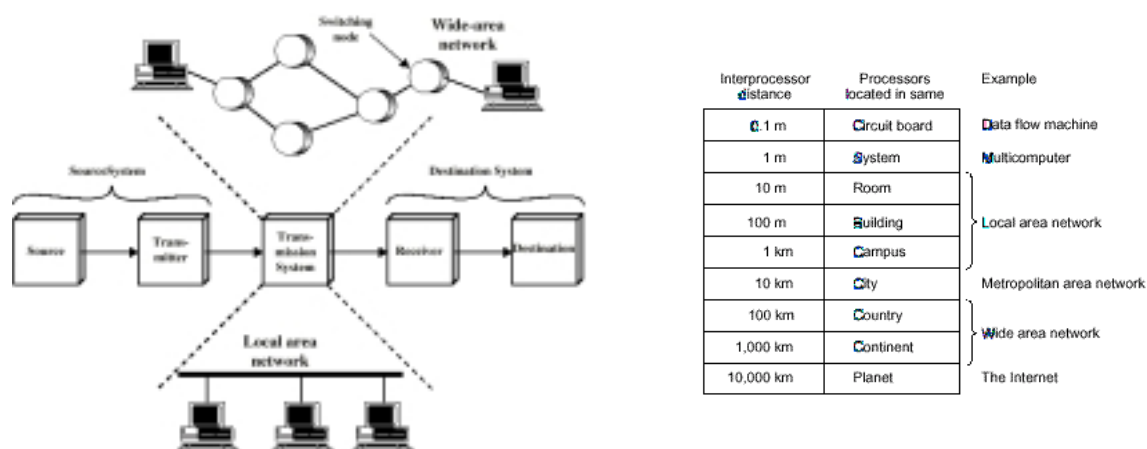 Switching
node
Wide-area
network
Source System
Destination System
Source
Trans-
mitter
Trans-
mission
System
Receiver
Destination
Local area
network
Interprocessor
distance
Processors
located in same
Example
0.1 m
Circuit board
Data flow machine
1 m
System
Multicomputer
10 m
Room
100 m
Building
Local area network
1 km
Campus
10 km
City
Metropolitan area network
100 km
Country
Wide area network
1,000 km
Continent
10,000 km
Planet
The Internet